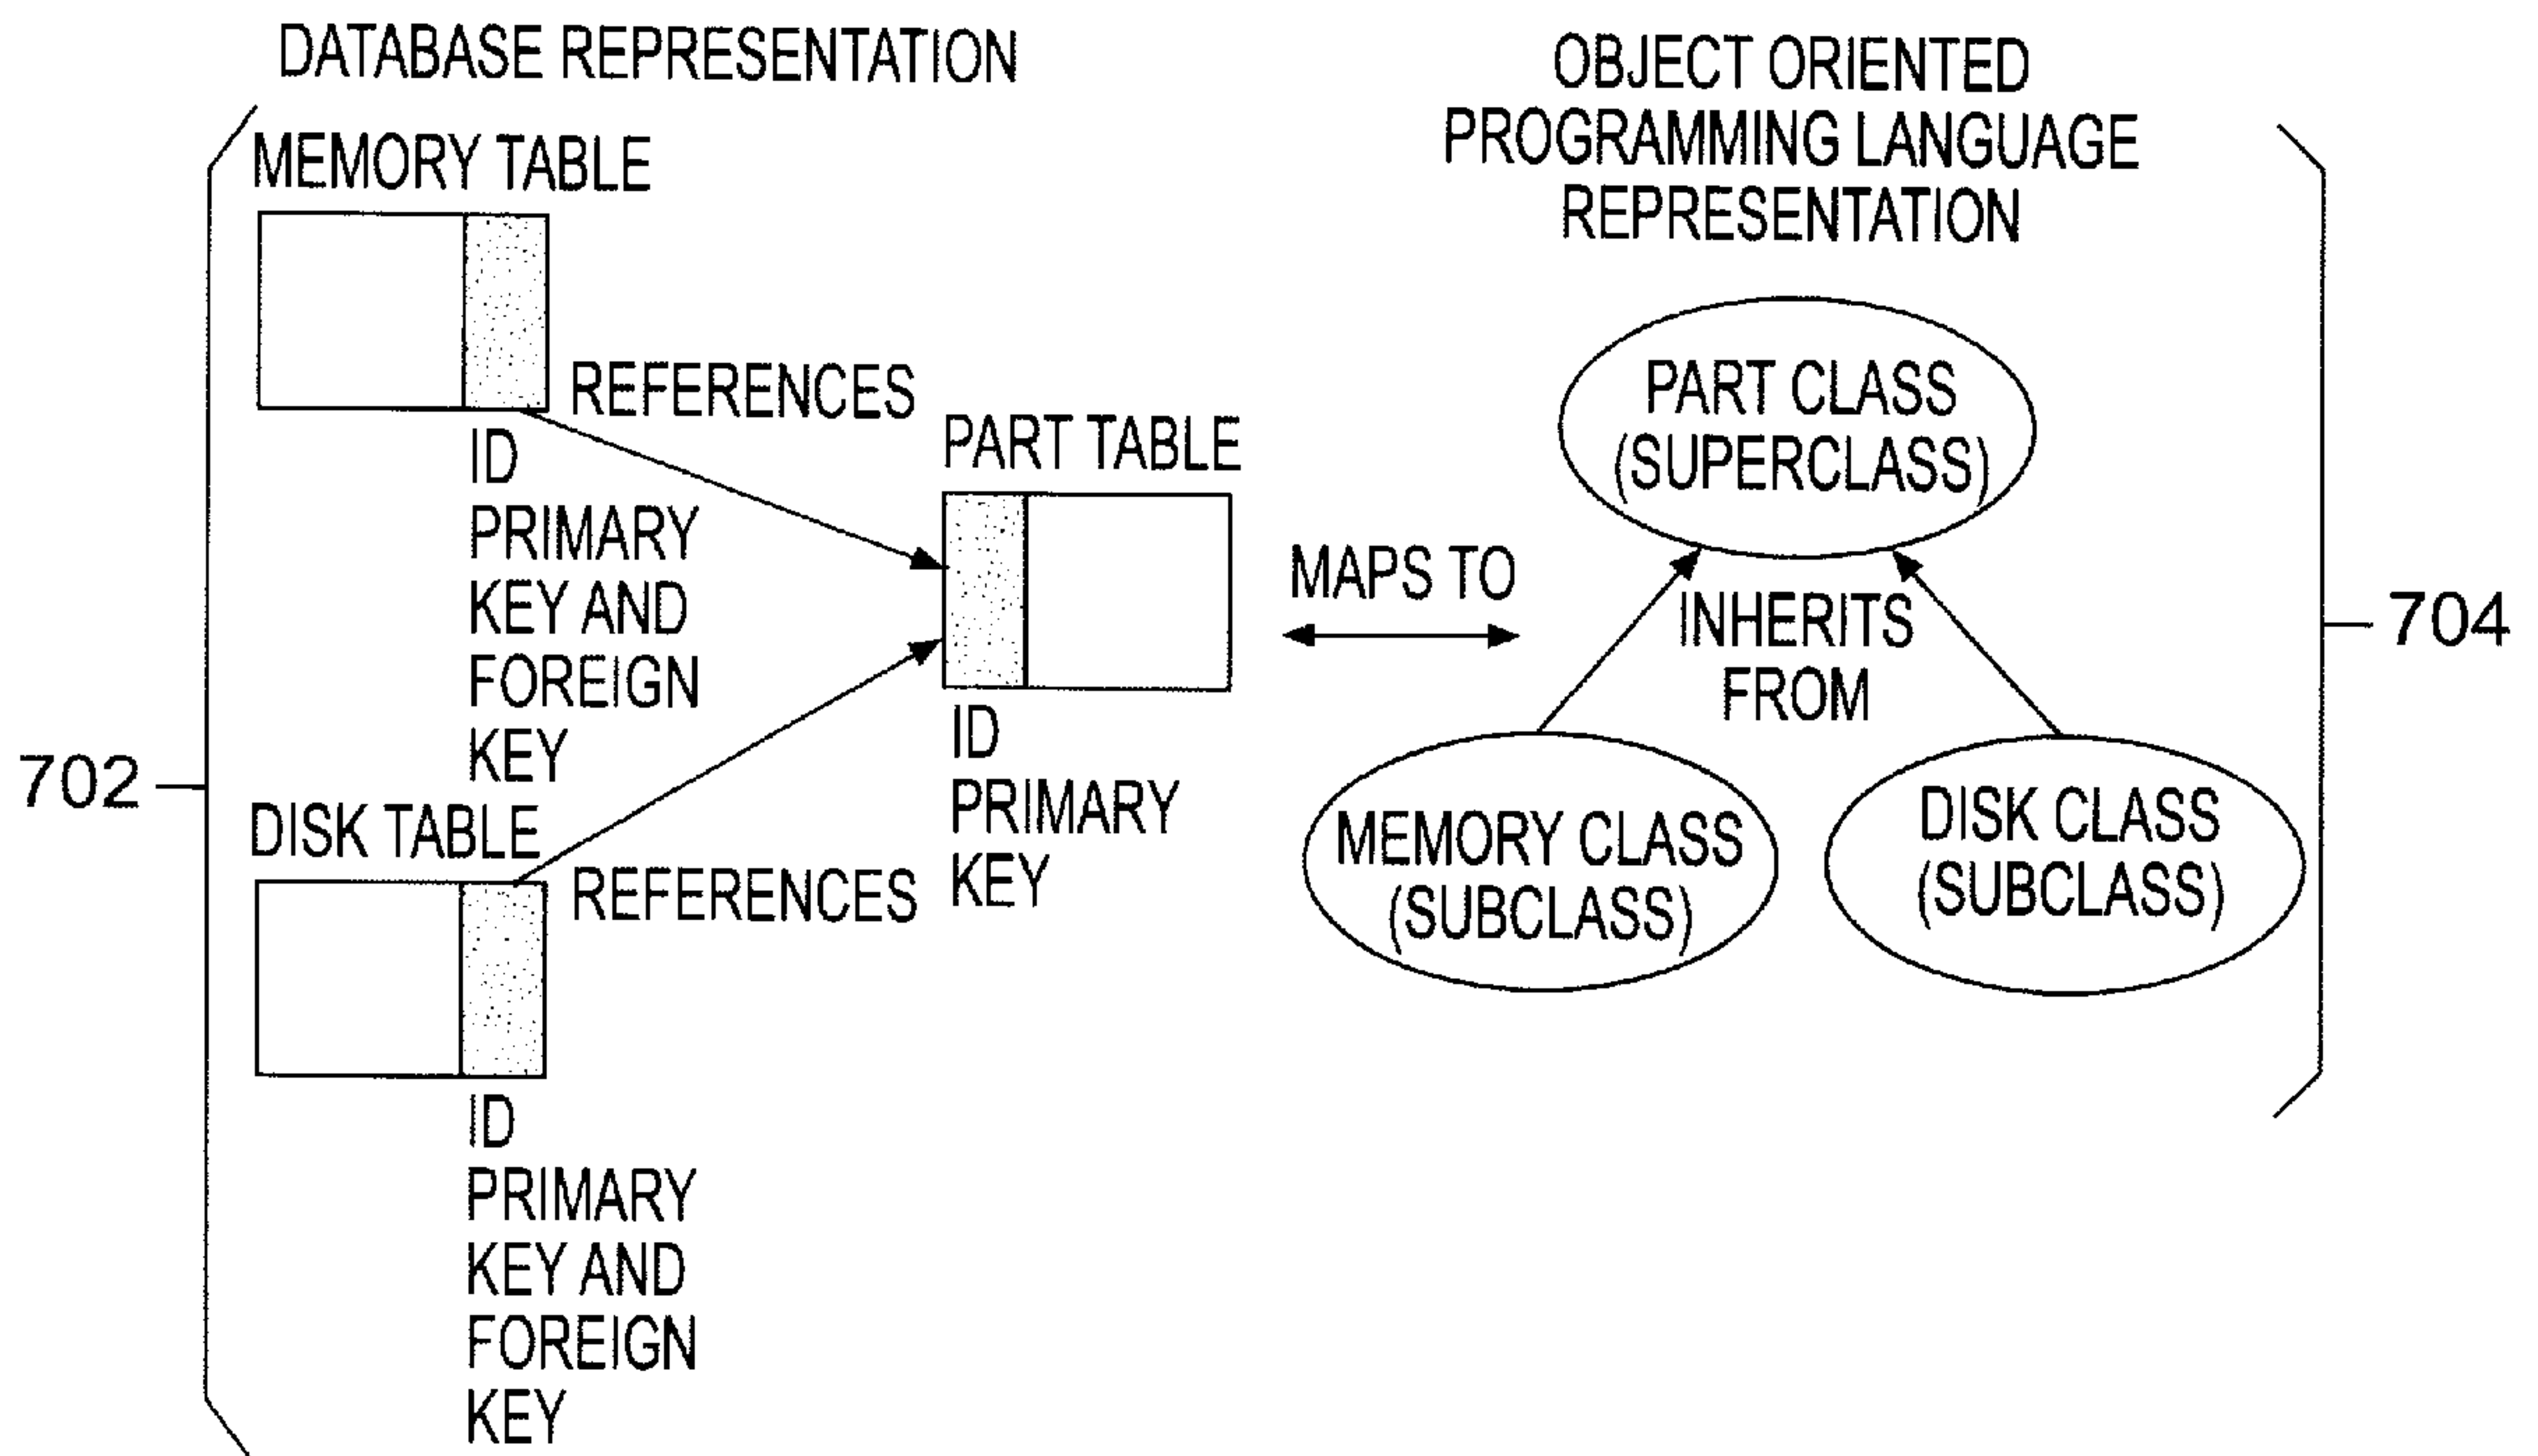 DATABASE REPRESENTATION
MEMORY TABLE
REFERENCES
ID
PRIMARY
KEY AND
FOREIGN
KEY
PART TABLE
ID
PRIMARY
KEY
702
DISK TABLE
REFERENCES
ID
PRIMARY
KEY AND
FOREIGN
KEY
MAPS TO
OBJECT ORIENTED
PROGRAMMING LANGUAGE
REPRESENTATION
PART CLASS
(SUPERCLASS)
INHERITS
FROM
MEMORY CLASS
(SUBCLASS)
DISK CLASS
(SUBCLASS)
704